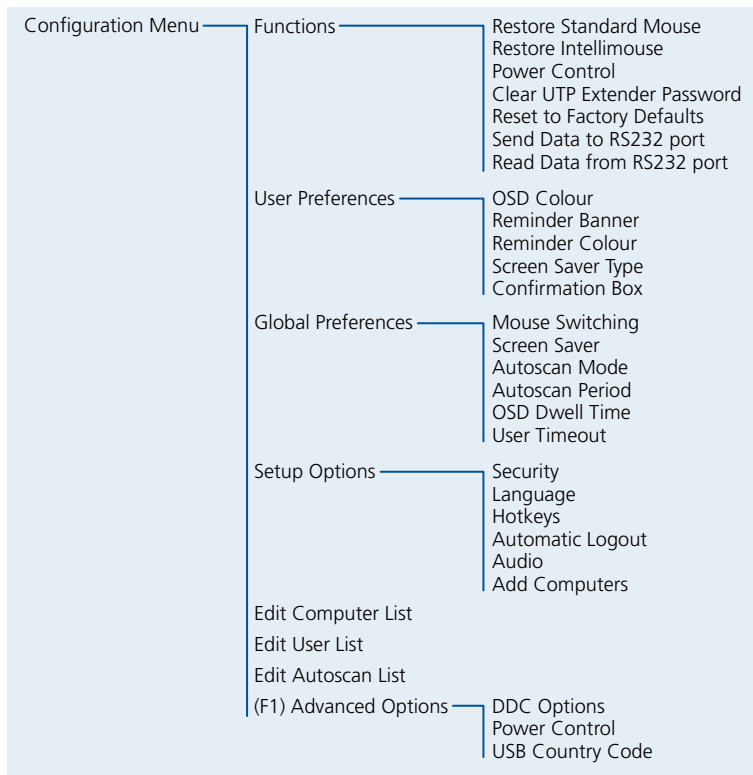 Configuration Menu
Functions
Restore Standard Mouse
Restore Intellimouse
Power Control
Clear UTP Extender Password
Reset to Factory Defaults
Send Data to RS232 port
Read Data from RS232 port
User Preferences
OSD Colour
Reminder Banner
Reminder Colour
Screen Saver Type
Confirmation Box
Global Preferences
Mouse Switching
Screen Saver
Autoscan Mode
Autoscan Period
OSD Dwell Time
User Timeout
Setup Options
Security
Language
Hotkeys
Automatic Logout
Audio
Add Computers
Edit Computer List
Edit User List
Edit Autoscan List
(F1) Advanced Options
DDC Options
Power Control
USB Country Code